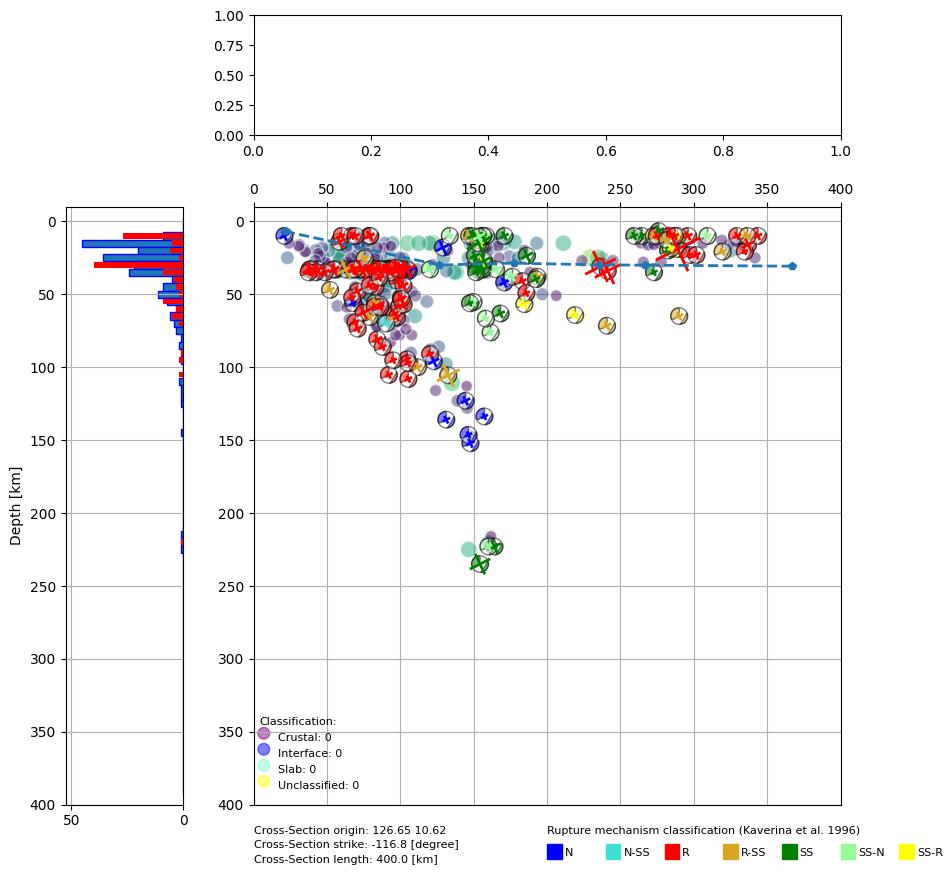 1.00
0.75
0.50
0.25
0.00
0.0 0.2 0.4 0.6 0.8 1.0
0 50 100 150 200 250 300 350 400
0 0
50 50
100 100
150 150
200 200
250 250
300 300
350 350
400 400
Depth [km]
50 0
Classification:
Crustal: 0
Interface: 0
Slab: 0
Unclassified: 0
Cross-Section origin: 126.65 10.62
Cross-Section strike: -116.8 [degree]
Cross-Section length: 400.0 [km]
Rupture mechanism classification (Kaverina et al. 1996)
N N-SS R R-SS SS SS-N SS-R